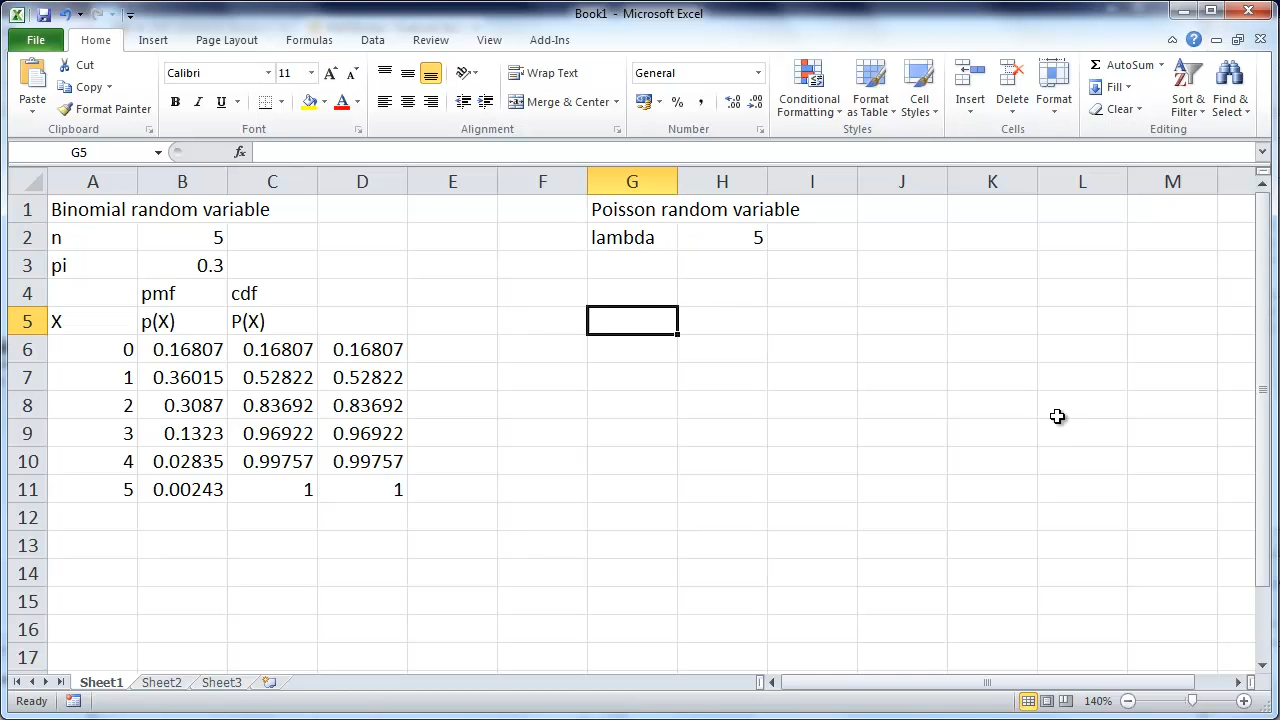 Book1 - Microsoft Excel
File Home Insert Page Layout Formulas Data Review View Add-Ins
Paste
Cut
Copy
Format Painter
Clipboard
Calibri 11
B I U
Font
Wrap Text
Merge & Center
Alignment
General
Number
Conditional Formatting
Format as Table
Cell Styles
Styles
Insert
Delete
Format
Cells
AutoSum
Fill
Clear
Sort & Filter
Find & Select
Editing
G5 fx
A B C D E F G H I J K L M
1 Binomial random variable Poisson random variable
2 n 5 lambda 5
3 pi 0.3
4 pmf cdf
5 X p(X) P(X)
6 0 0.16807 0.16807 0.16807
7 1 0.36015 0.52822 0.52822
8 2 0.3087 0.83692 0.83692
9 3 0.1323 0.96922 0.96922
10 4 0.02835 0.99757 0.99757
11 5 0.00243 1 1
12
13
14
15
16
17
Sheet1 Sheet2 Sheet3
Ready 140%